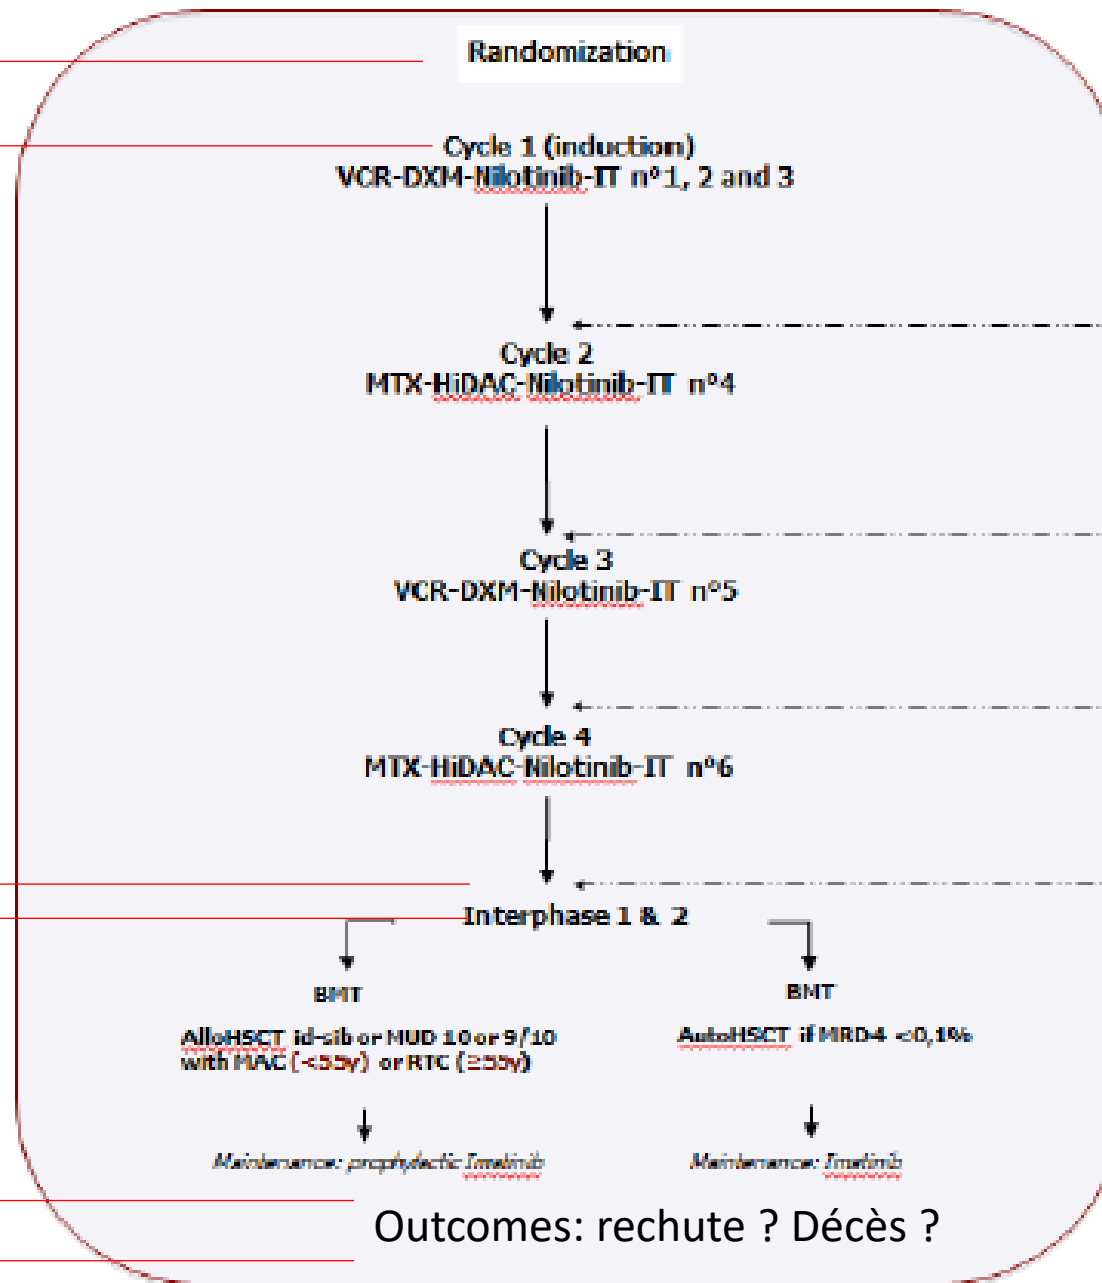 Randomization
Cycle 1 (induction)
VCR-DXM-Nilotinib-IT n°1, 2 and 3
Cycle 2
MTX-HiDAC-Nilotinib-IT n°4
Cycle 3
VCR-DXM-Nilotinib-IT n°5
Cycle 4
MTX-HiDAC-Nilotinib-IT n°6
Interphase 1 & 2
BMT
AlloHSCT id-sib or MUD 10 or 9/10
with MAC (<55y) or RTC (≥55y)
Maintenance: prophylactic Imatinib
BMT
AutoHSCT if MRD4 <0,1%
Maintenance: Imatinib
Outcomes: rechute ? Décès ?